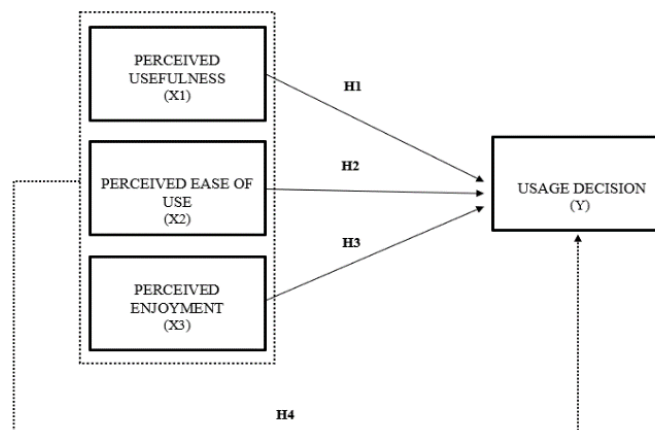 PERCEIVED
USEFULNESS
(X1)
H1
PERCEIVED EASE OF
USE
(X2)
H2
USAGE DECISION
(Y)
H3
PERCEIVED
ENJOYMENT
(X3)
H4